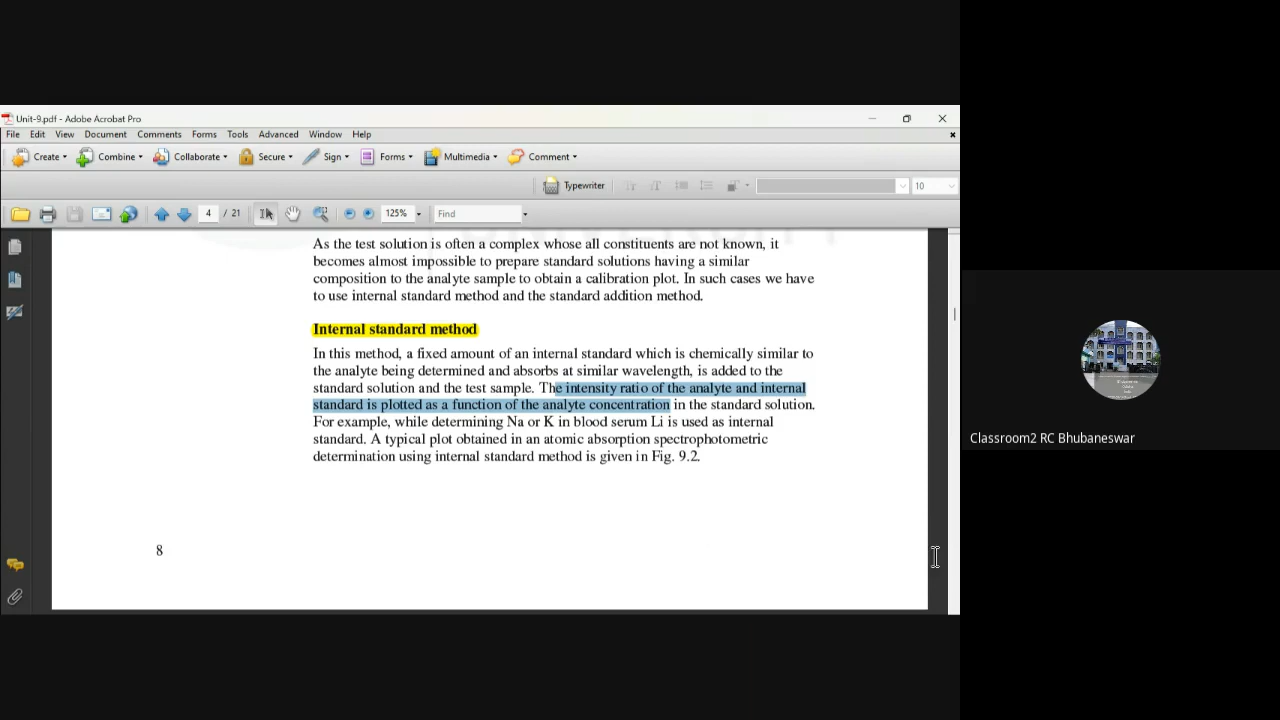 Unit-9.pdf - Adobe Acrobat Pro
File Edit View Document Comments Forms Tools Advanced Window Help
Create Combine Collaborate Secure Sign Forms Multimedia Comment
Typewriter 10
4 / 21 125% Find
As the test solution is often a complex whose all constituents are not known, it
becomes almost impossible to prepare standard solutions having a similar
composition to the analyte sample to obtain a calibration plot. In such cases we have
to use internal standard method and the standard addition method.
Internal standard method
In this method, a fixed amount of an internal standard which is chemically similar to
the analyte being determined and absorbs at similar wavelength, is added to the
standard solution and the test sample. The intensity ratio of the analyte and internal
standard is plotted as a function of the analyte concentration in the standard solution.
For example, while determining Na or K in blood serum Li is used as internal
standard. A typical plot obtained in an atomic absorption spectrophotometric
determination using internal standard method is given in Fig. 9.2.
8
Classroom2 RC Bhubaneswar